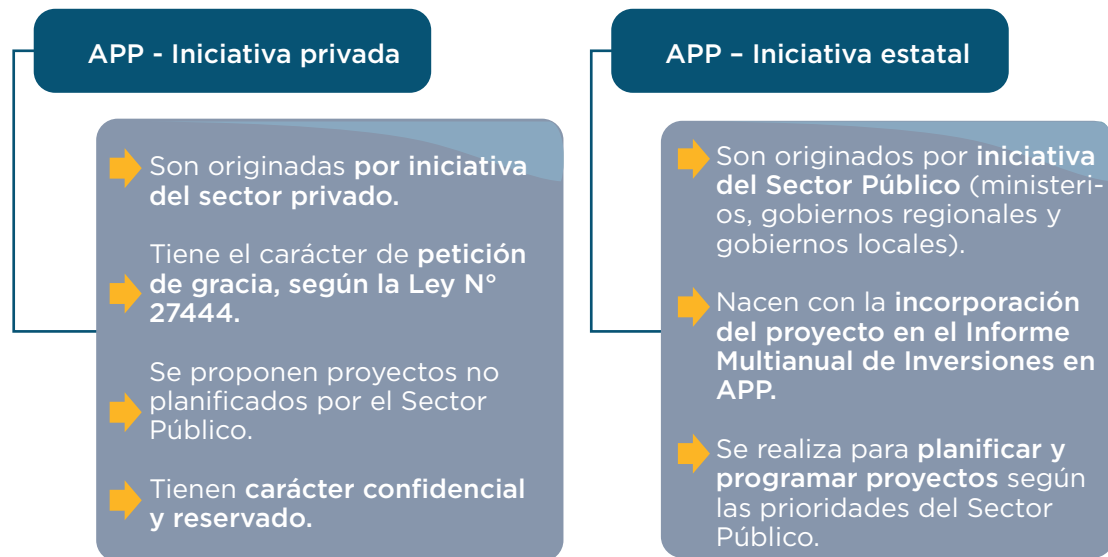 APP - Iniciativa privada
Son originadas por iniciativa
del sector privado.
Tiene el carácter de petición
de gracia, según la Ley N°
27444.
Se proponen proyectos no
planificados por el Sector
Público.
Tienen carácter confidencial
y reservado.
APP – Iniciativa estatal
Son originados por iniciativa
del Sector Público (ministeri-
os, gobiernos regionales y
gobiernos locales).
Nacen con la incorporación
del proyecto en el Informe
Multianual de Inversiones en
APP.
Se realiza para planificar y
programar proyectos según
las prioridades del Sector
Público.